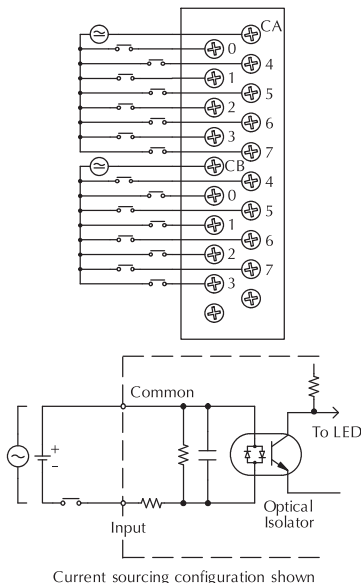 CA
0
4
1
5
2
6
3
7
CB
4
0
5
1
6
2
7
3
Common
+
–
To LED
Input
Optical
Isolator
Current sourcing configuration shown